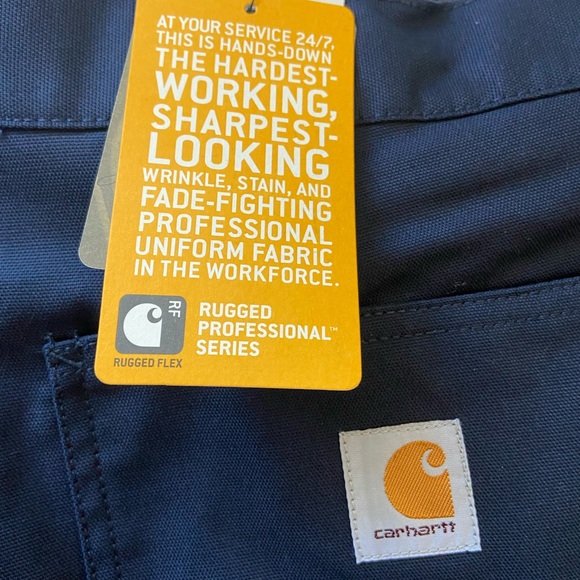 AT YOUR SERVICE 24/7,
THIS IS HANDS-DOWN
THE HARDEST-
WORKING,
SHARPEST-
LOOKING
WRINKLE, STAIN, AND
FADE-FIGHTING
PROFESSIONAL
UNIFORM FABRIC
IN THE WORKFORCE.
RF
RUGGED FLEX
RUGGED
PROFESSIONAL™
SERIES
carhartt